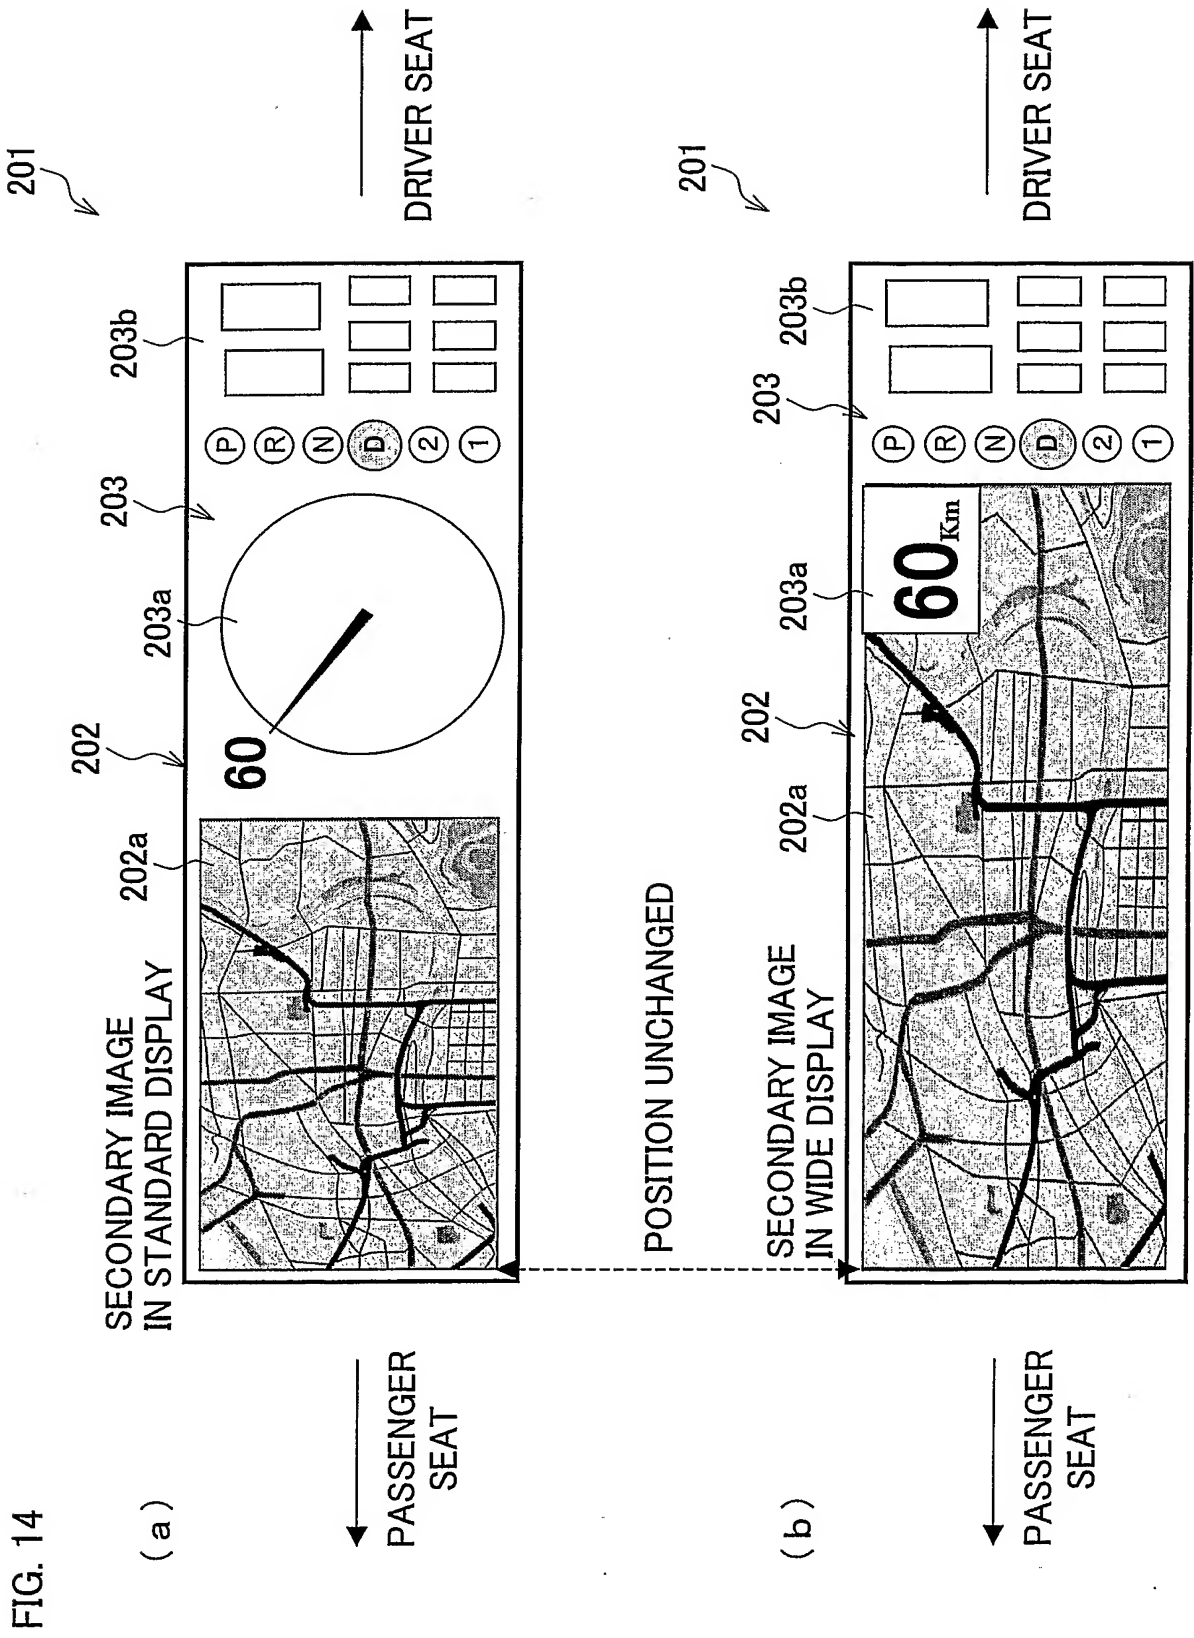 FIG. 14
(a)
SECONDARY IMAGE
IN STANDARD DISPLAY
202a
202
203a
203
203b
201
60
P
R
N
D
2
1
PASSENGER
SEAT
DRIVER SEAT
POSITION UNCHANGED
(b)
SECONDARY IMAGE
IN WIDE DISPLAY
202a
202
203a
203
203b
201
60Km
P
R
N
D
2
1
PASSENGER
SEAT
DRIVER SEAT